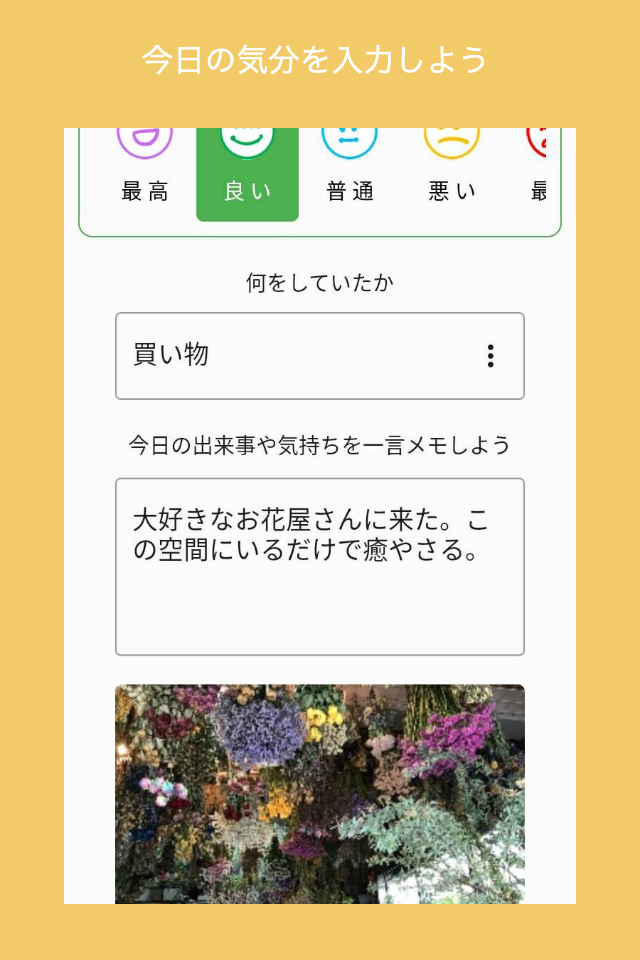 今日の気分を入力しよう
最高 良い 普通 悪い 最
何をしていたか
買い物
今日の出来事や気持ちを一言メモしよう
大好きなお花屋さんに来た。こ
の空間にいるだけで癒やさる。